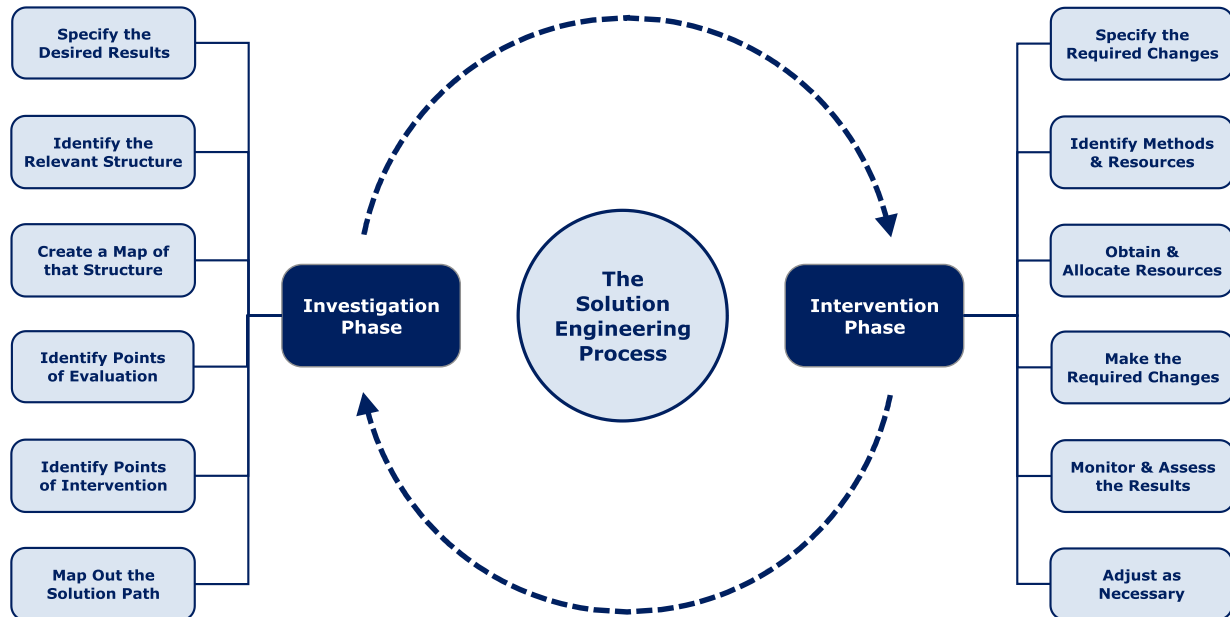 Specify the
Desired Results
Identify the
Relevant Structure
Create a Map of
that Structure
Identify Points
of Evaluation
Identify Points
of Intervention
Map Out the
Solution Path
Investigation
Phase
The
Solution
Engineering
Process
Intervention
Phase
Specify the
Required Changes
Identify Methods
& Resources
Obtain &
Allocate Resources
Make the
Required Changes
Monitor & Assess
the Results
Adjust as
Necessary